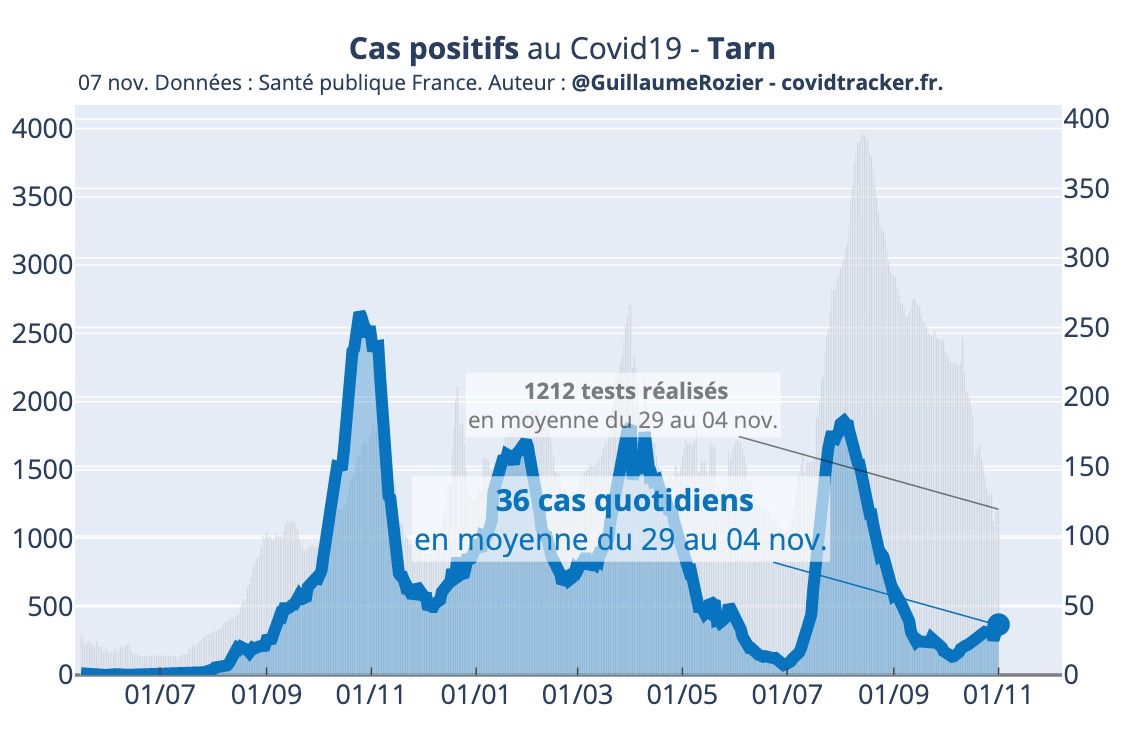 Cas positifs au Covid19 - Tarn
07 nov. Données : Santé publique France. Auteur : @GuillaumeRozier - covidtracker.fr.
4000
3500
3000
2500
2000
1500
1000
500
0
400
350
300
250
200
150
100
50
0
1212 tests réalisés
en moyenne du 29 au 04 nov.
36 cas quotidiens
en moyenne du 29 au 04 nov.
01/07 01/09 01/11 01/01 01/03 01/05 01/07 01/09 01/11